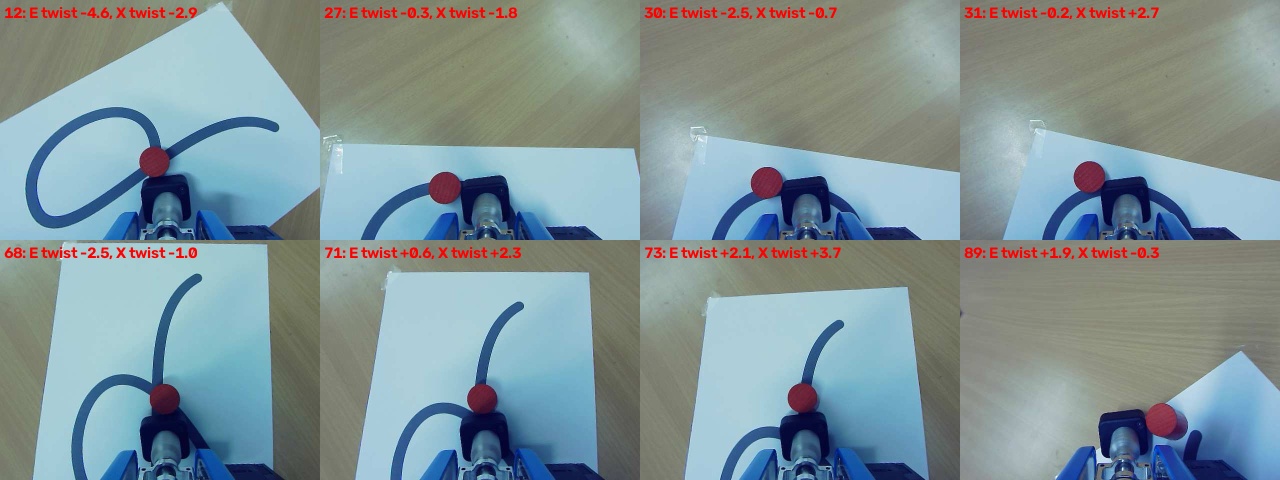 12: E twist -4.6, X twist -2.9
27: E twist -0.3, X twist -1.8
30: E twist -2.5, X twist -0.7
31: E twist -0.2, X twist +2.7
68: E twist -2.5, X twist -1.0
71: E twist +0.6, X twist +2.3
73: E twist +2.1, X twist +3.7
89: E twist +1.9, X twist -0.3